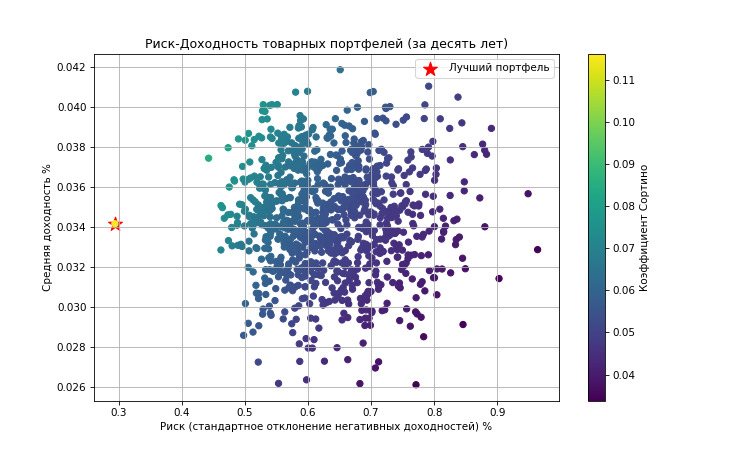 Риск-Доходность товарных портфелей (за десять лет)
Лучший портфель
Средняя доходность %
0.042
0.040
0.038
0.036
0.034
0.032
0.030
0.028
0.026
0.3 0.4 0.5 0.6 0.7 0.8 0.9
Риск (стандартное отклонение негативных доходностей) %
0.11
0.10
0.09
0.08
0.07
0.06
0.05
0.04
Коэффициент Сортино